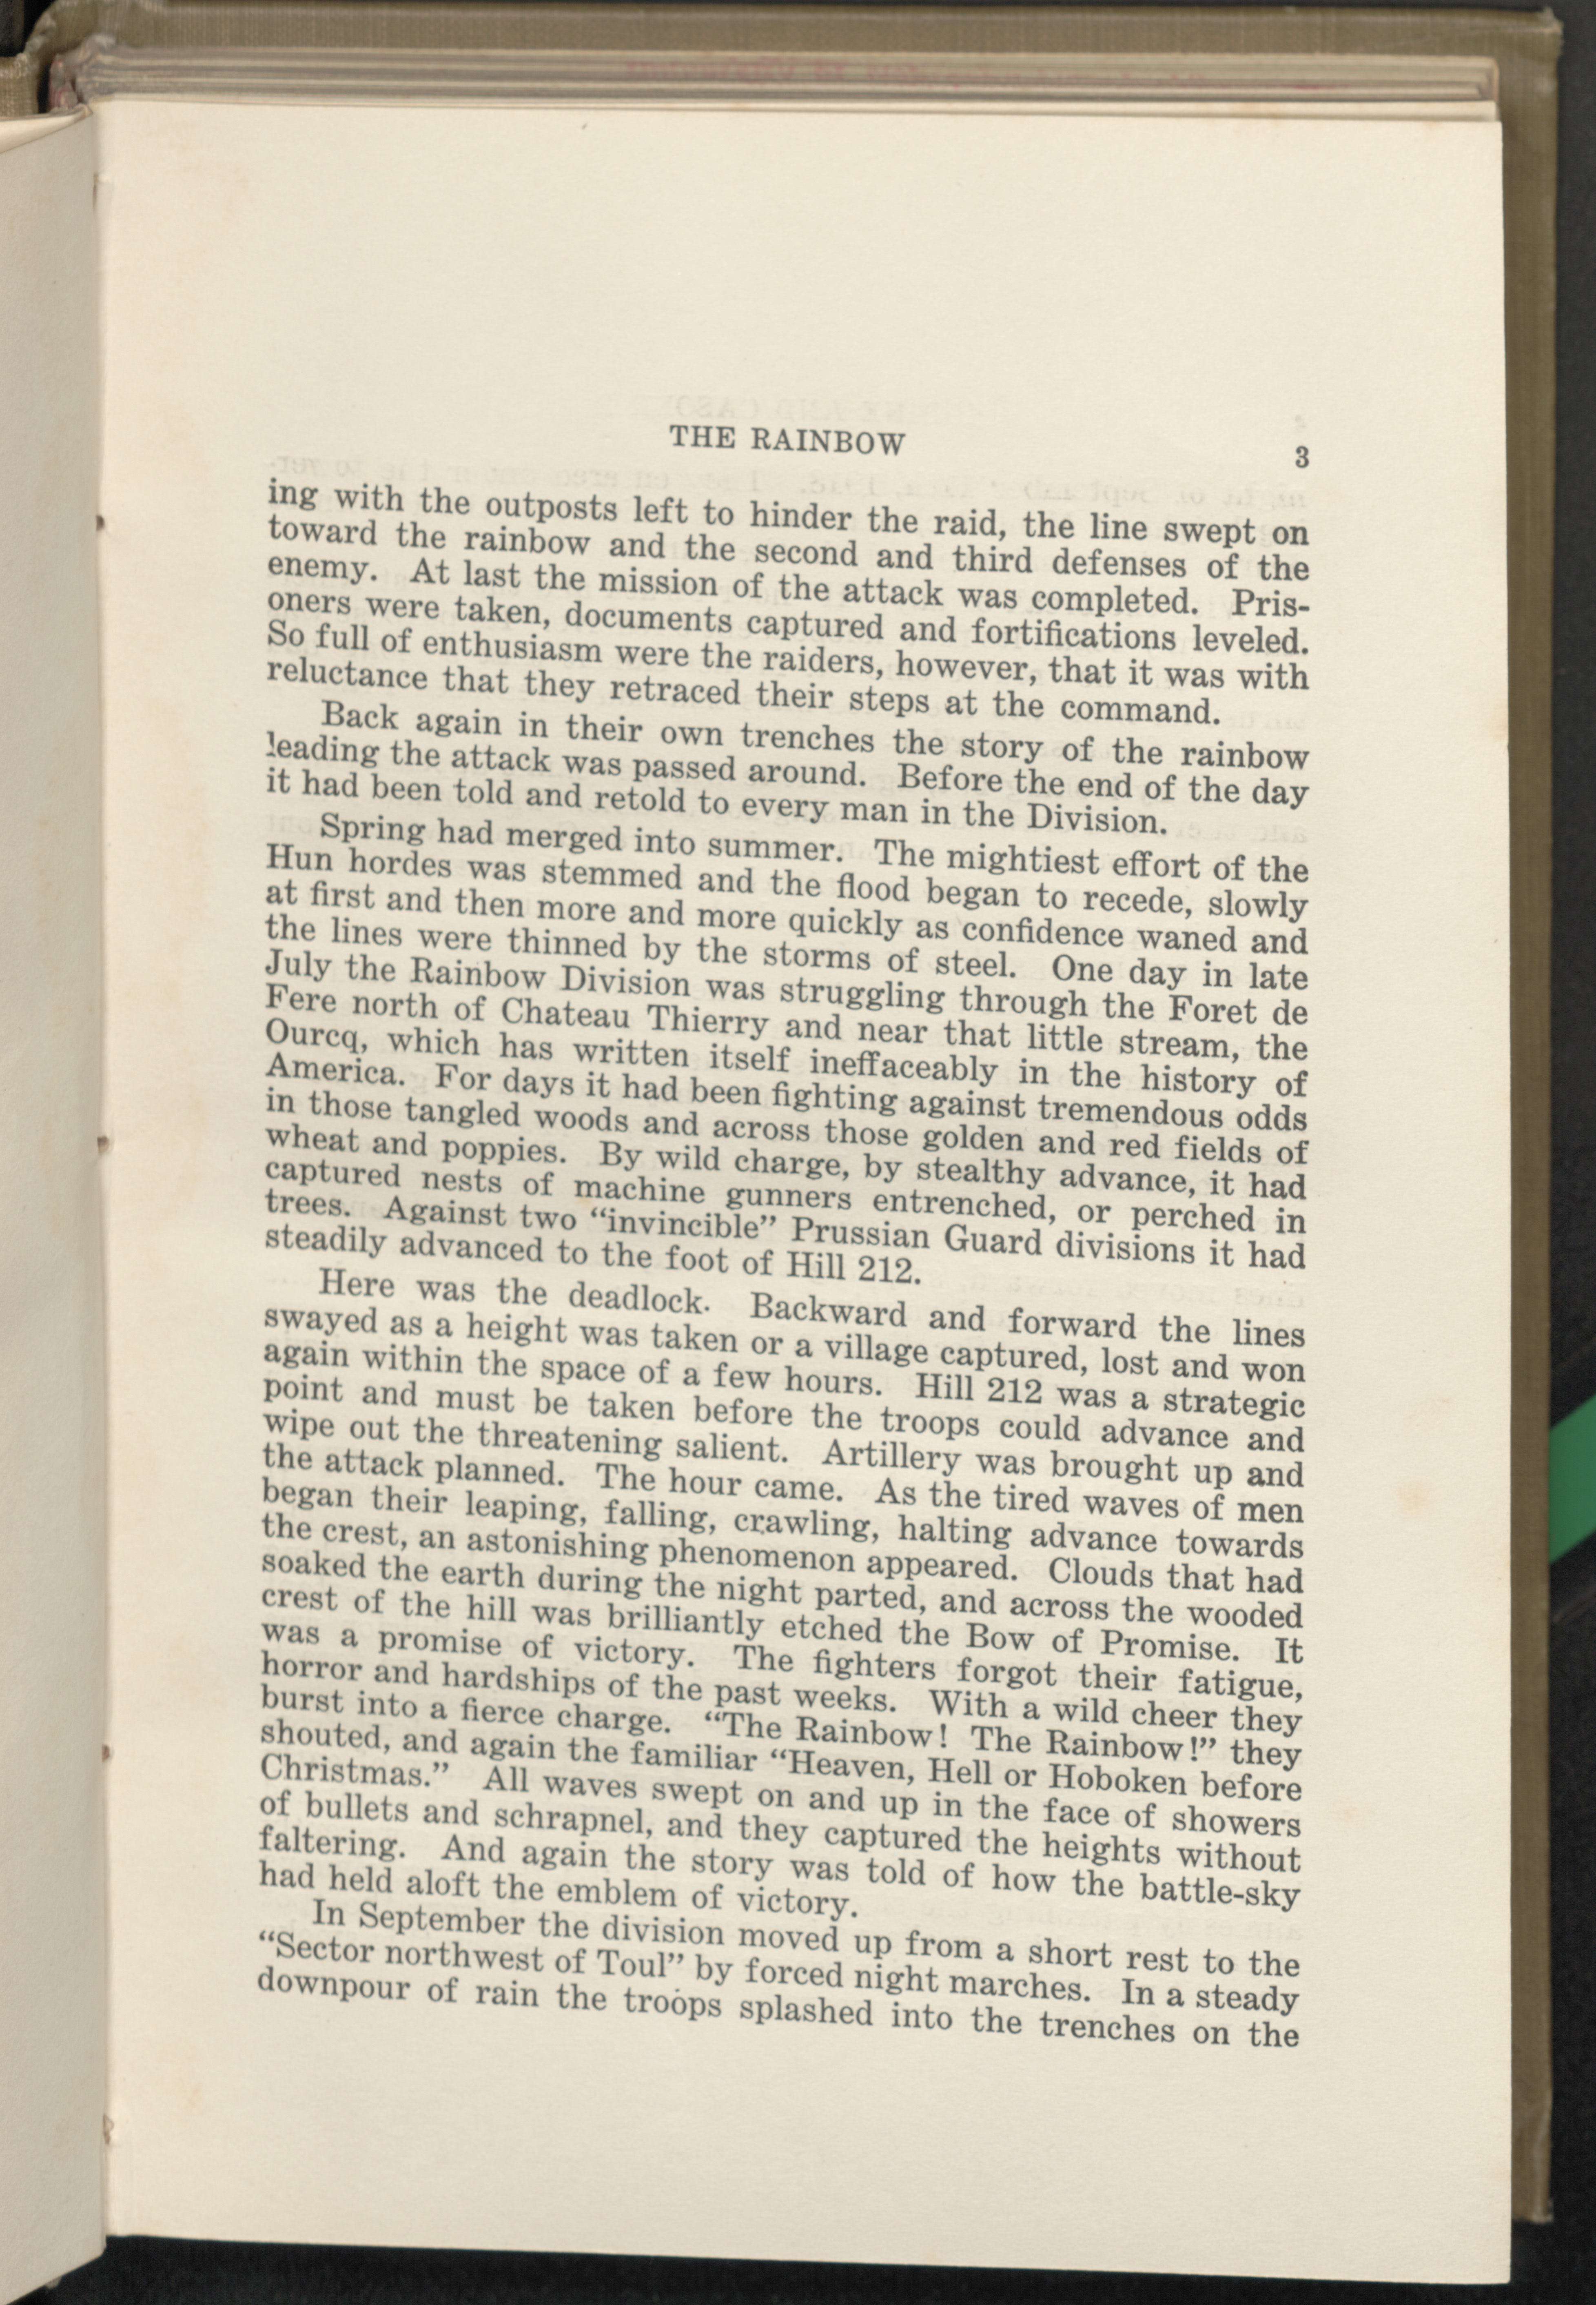 THE RAINBOW 3
ing with the outposts left to hinder the raid, the line swept on
toward the rainbow and the second and third defenses of the
enemy. At last the mission of the attack was completed. Pris-
oners were taken, documents captured and fortifications leveled.
So full of enthusiasm were the raiders, however, that it was with
reluctance that they retraced their steps at the command.
Back again in their own trenches the story of the rainbow
leading the attack was passed around. Before the end of the day
it had been told and retold to every man in the Division.
Spring had merged into summer. The mightiest effort of the
Hun hordes was stemmed and the flood began to recede, slowly
at first and then more and more quickly as confidence waned and
the lines were thinned by the storms of steel. One day in late
July the Rainbow Division was struggling through the Foret de
Fere north of Chateau Thierry and near that little stream, the
Ourcq, which has written itself ineffaceably in the history of
America. For days it had been fighting against tremendous odds
in those tangled woods and across those golden and red fields of
wheat and poppies. By wild charge, by stealthy advance, it had
captured nests of machine gunners entrenched, or perched in
trees. Against two “invincible” Prussian Guard divisions it had
steadily advanced to the foot of Hill 212.
Here was the deadlock. Backward and forward the lines
swayed as a height was taken or a village captured, lost and won
again within the space of a few hours. Hill 212 was a strategic
point and must be taken before the troops could advance and
wipe out the threatening salient. Artillery was brought up and
the attack planned. The hour came. As the tired waves of men
began their leaping, falling, crawling, halting advance towards
the crest, an astonishing phenomenon appeared. Clouds that had
soaked the earth during the night parted, and across the wooded
crest of the hill was brilliantly etched the Bow of Promise. It
was a promise of victory. The fighters forgot their fatigue,
horror and hardships of the past weeks. With a wild cheer they
burst into a fierce charge. “The Rainbow! The Rainbow!” they
shouted, and again the familiar “Heaven, Hell or Hoboken before
Christmas.” All waves swept on and up in the face of showers
of bullets and schrapnel, and they captured the heights without
faltering. And again the story was told of how the battle-sky
had held aloft the emblem of victory.
In September the division moved up from a short rest to the
“Sector northwest of Toul” by forced night marches. In a steady
downpour of rain the troops splashed into the trenches on the